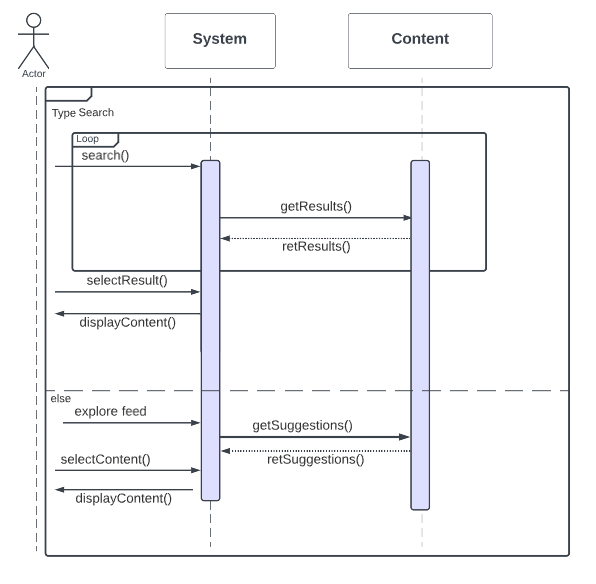 System
Content
Actor
Type Search
Loop
search()
getResults()
retResults()
selectResult()
displayContent()
else
explore feed
getSuggestions()
selectContent()
retSuggestions()
displayContent()